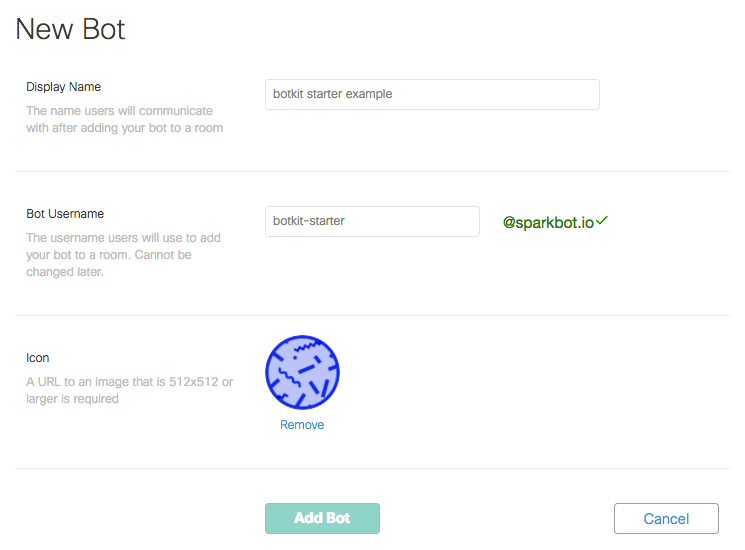 New Bot
Display Name
botkit starter example
The name users will communicate
with after adding your bot to a room
Bot Username
botkit-starter
@sparkbot.io
The username users will use to add
your bot to a room. Cannot be
changed later.
Icon
A URL to an image that is 512x512 or
larger is required
Remove
Add Bot
Cancel